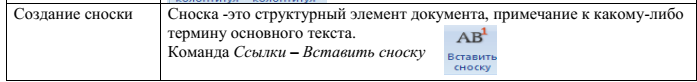 Создание сноски
Сноска -это структурный элемент документа, примечание к какому-либо
термину основного текста.
Команда Ссылки – Вставить сноску
AB1
Вставить
сноску